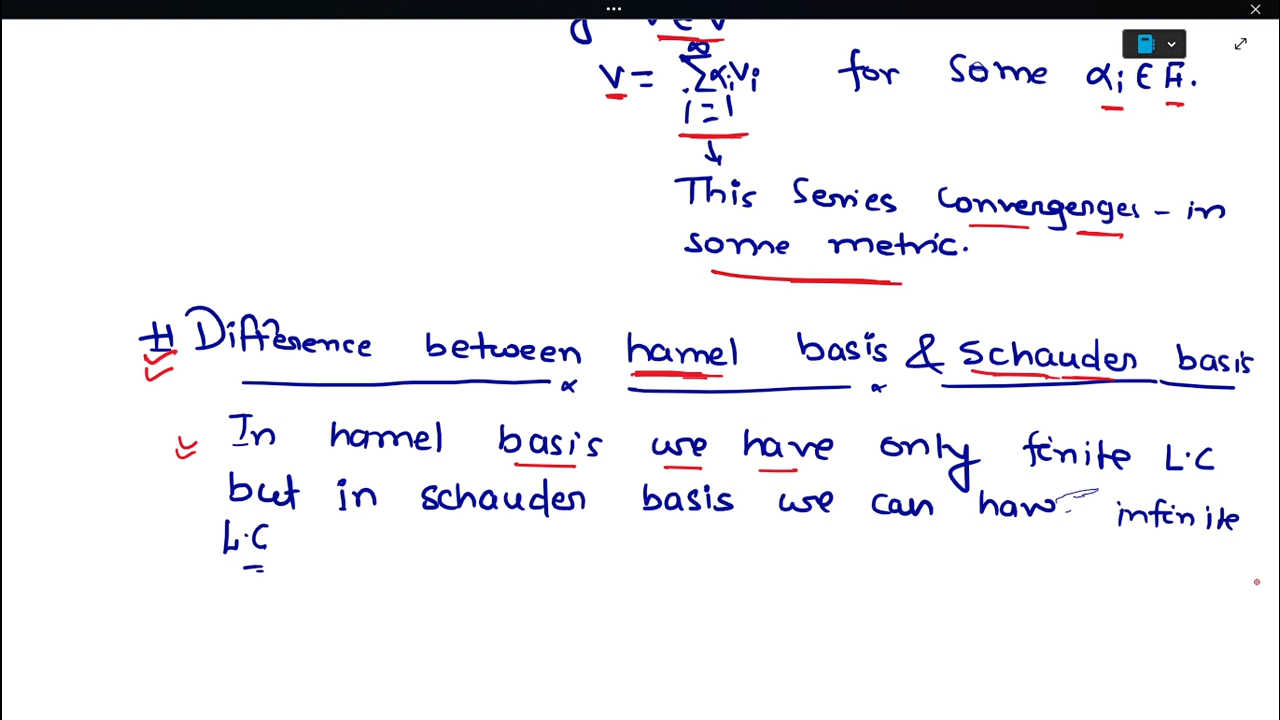 v = ∞ Σ i=1 αᵢvᵢ for some αᵢ ∈ F.
↓
This Series Convergenges - in
some metric.
# Difference between hamel basis & Schauder basis
In hamel basis we have only finite L.C
but in schauder basis we can have infinite
L.C